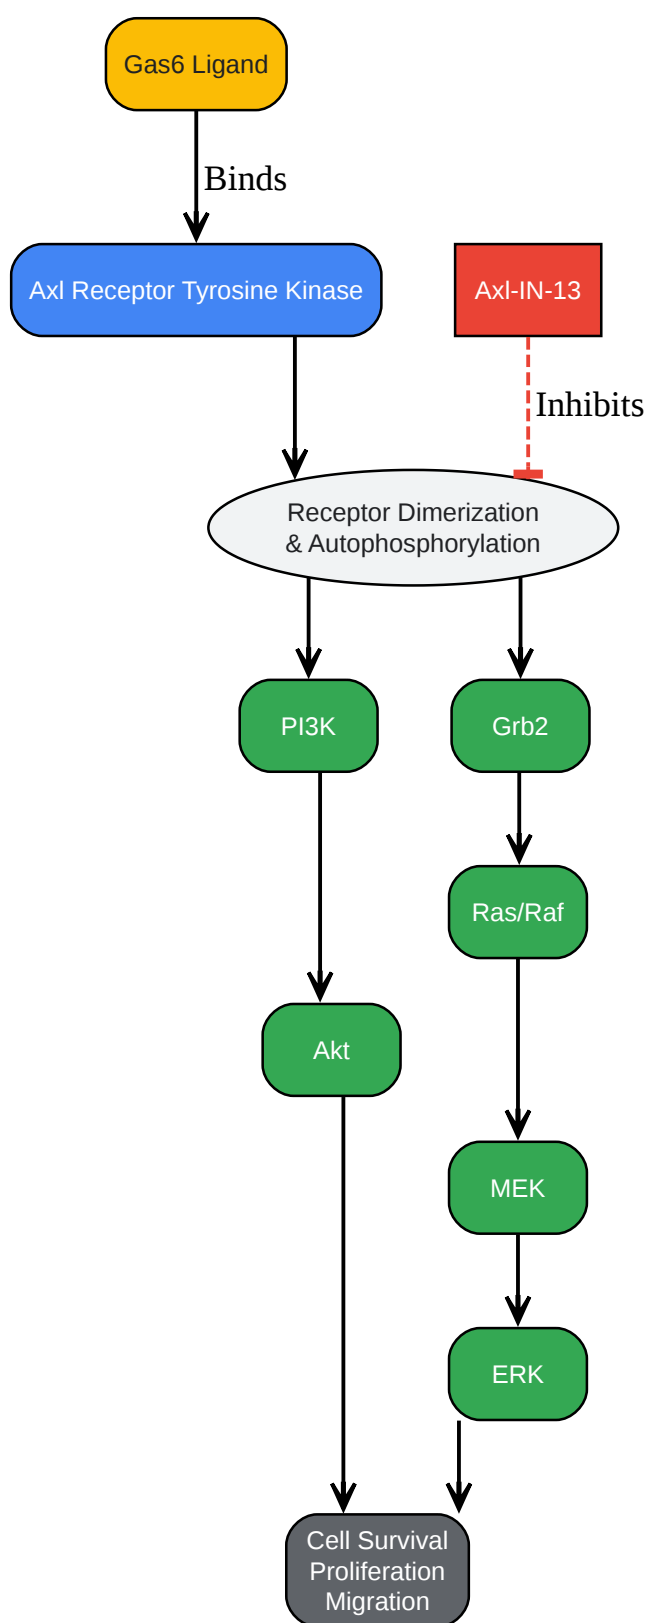 Gas6 Ligand
Binds
Axl Receptor Tyrosine Kinase
Axl-IN-13
Inhibits
Receptor Dimerization
& Autophosphorylation
PI3K
Grb2
Ras/Raf
Akt
MEK
ERK
Cell Survival
Proliferation
Migration